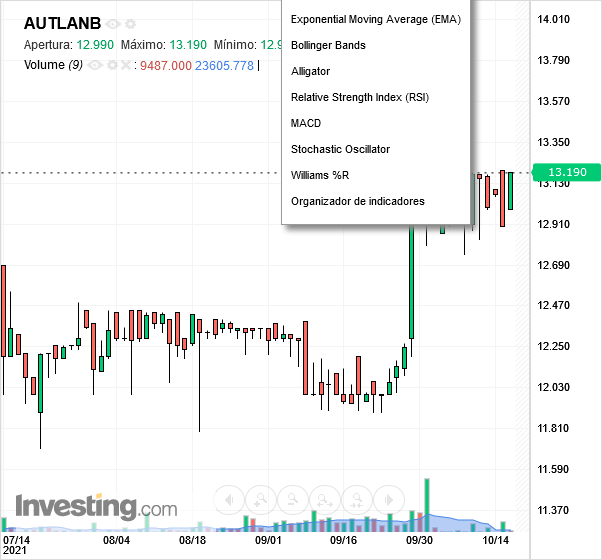 AUTLANB
Apertura: 12.990 Máximo: 13.190 Mínimo: 12.9
Volume (9) : 9487.000 23605.778
Exponential Moving Average (EMA)
Bollinger Bands
Alligator
Relative Strength Index (RSI)
MACD
Stochastic Oscillator
Williams %R
Organizador de indicadores
14.010
13.790
13.570
13.350
13.190
13.130
12.910
12.690
12.470
12.250
12.030
11.810
11.590
11.370
Investing.com
07/14 08/04 08/18 09/01 09/16 09/30 10/14
2021